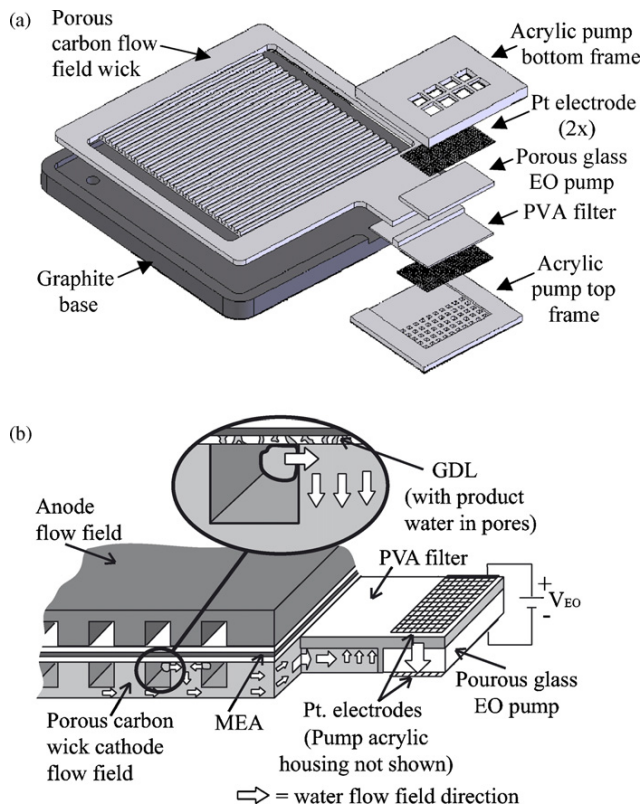 (a)
Porous
carbon flow
field wick
Acrylic pump
bottom frame
Pt electrode
(2x)
Porous glass
EO pump
PVA filter
Acrylic
pump top
frame
Graphite
base
(b)
GDL
(with product
water in pores)
Anode
flow field
PVA filter
+
V_EO
-
Porous carbon
wick cathode
flow field
MEA
Pt. electrodes
(Pump acrylic
housing not shown)
Pourous glass
EO pump
= water flow field direction